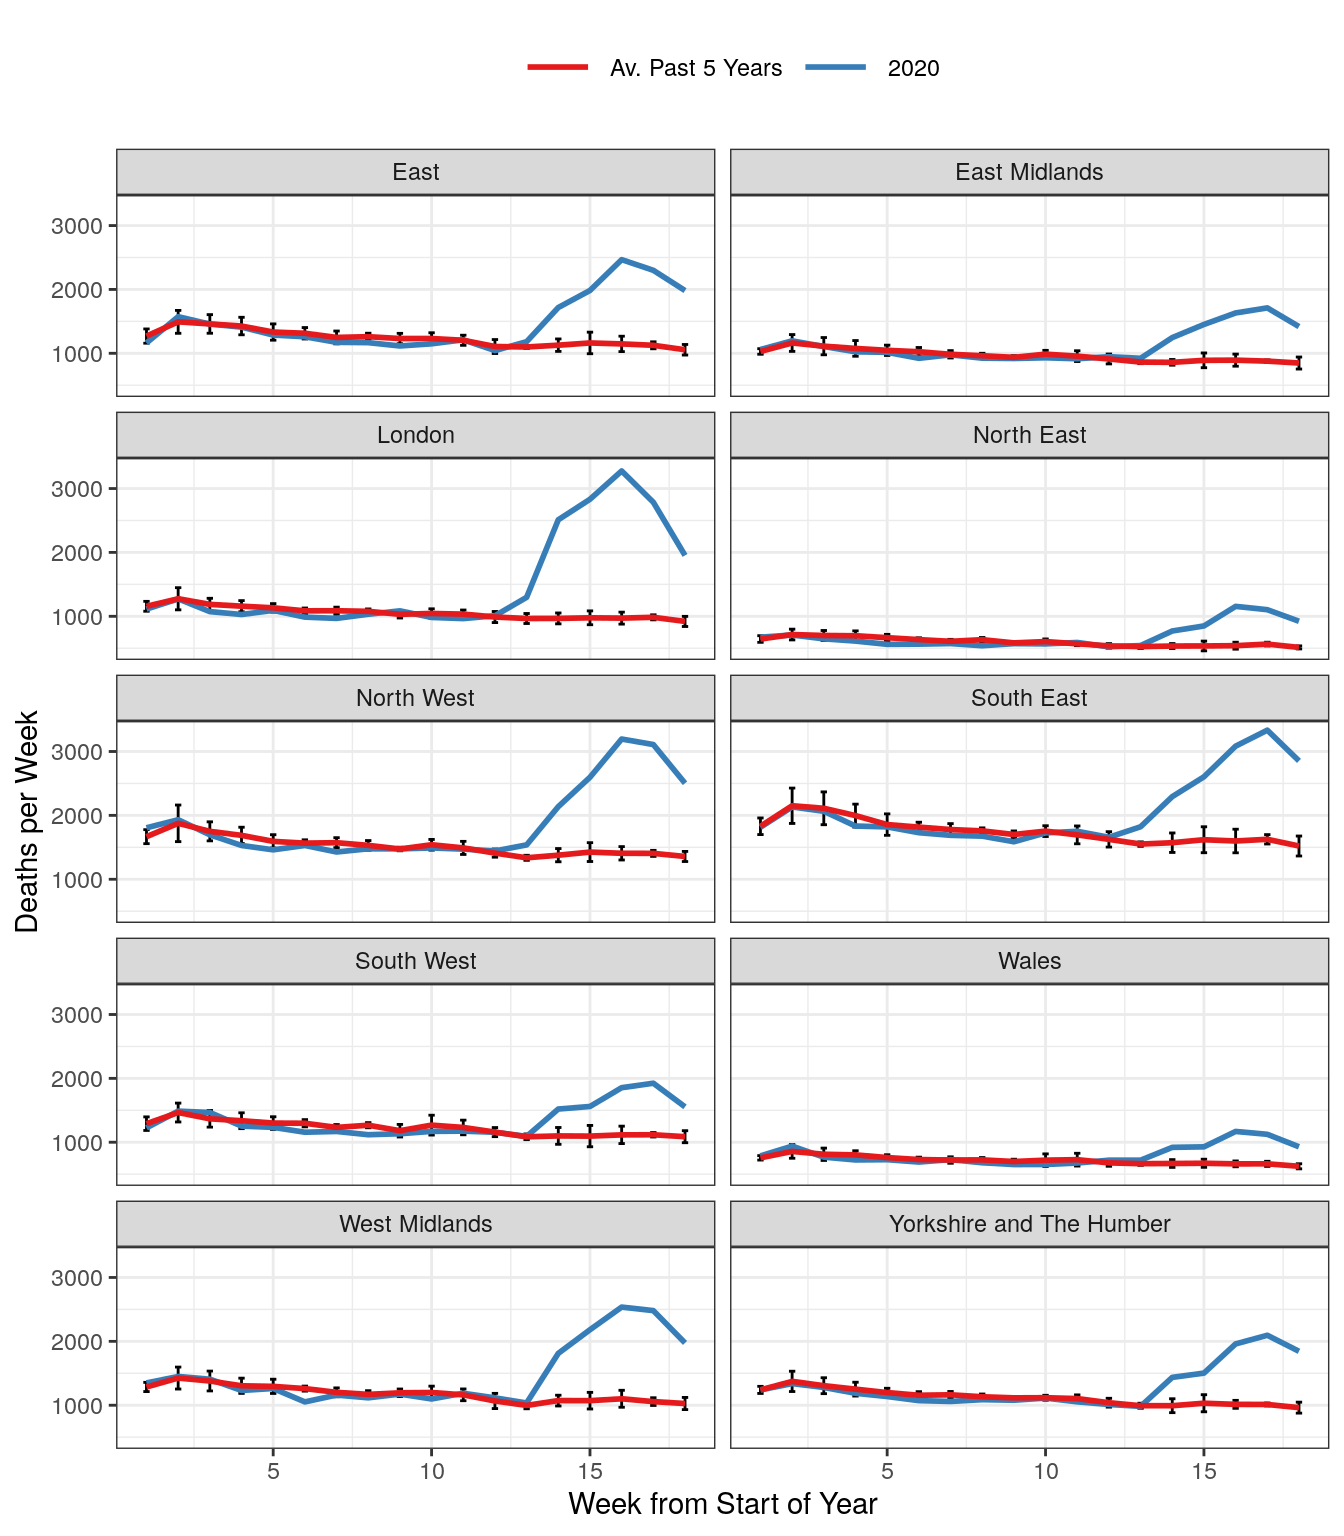 Av. Past 5 Years 2020
East East Midlands
3000
2000
1000
London North East
3000
2000
1000
North West South East
3000
2000
1000
Deaths per Week
South West Wales
3000
2000
1000
West Midlands Yorkshire and The Humber
3000
2000
1000
5 10 15 5 10 15
Week from Start of Year